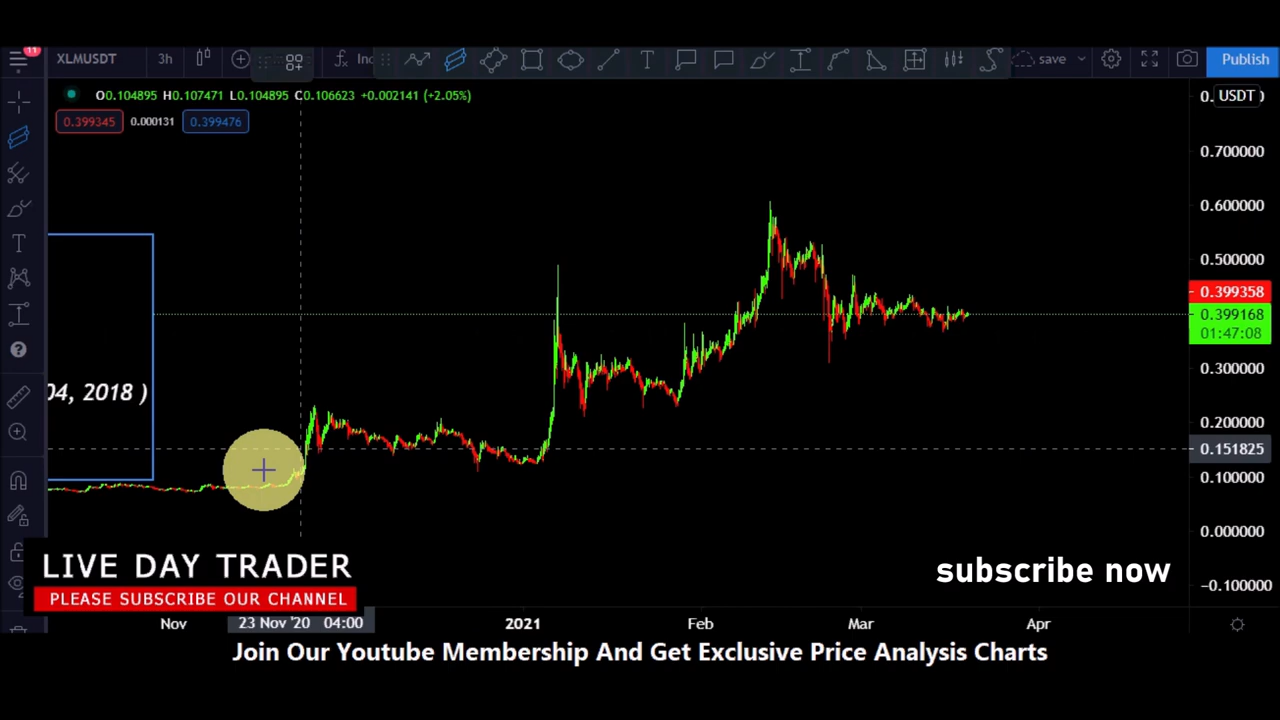 11
XLMUSDT 3h Inc save Publish
O0.104895 H0.107471 L0.104895 C0.106623 +0.002141 (+2.05%)
0. USDT
0.399345 0.000131 0.399476
0.700000
0.600000
0.500000
0.399358
0.399168
01:47:08
0.300000
04, 2018 )
0.200000
0.151825
0.100000
0.000000
LIVE DAY TRADER
subscribe now
−0.100000
PLEASE SUBSCRIBE OUR CHANNEL
Nov 23 Nov '20 04:00 2021 Feb Mar Apr
Join Our Youtube Membership And Get Exclusive Price Analysis Charts